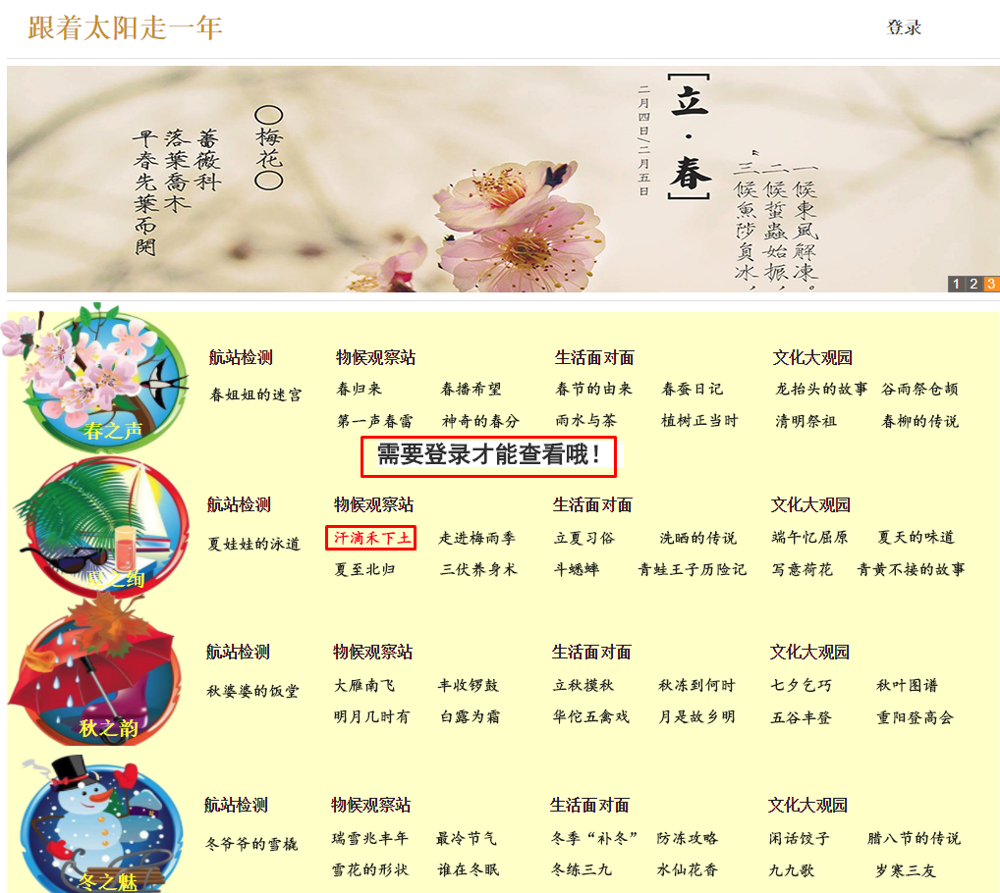 跟着太阳走一年
登录
[立·春]
二月四日/二月五日
一候東風解凍。
二候蜇蟲始振，
三候魚陟負冰，
〇梅花〇
薔薇科
落葉喬木
早春先葉而開
1 2 3
航站检测 物候观察站 生活面对面 文化大观园
春姐姐的迷宫 春归来 春播希望 春节的由来 春蚕日记 龙抬头的故事 谷雨祭仓颉
第一声春雷 神奇的春分 雨水与茶 植树正当时 清明祭祖 春柳的传说
春之声
需要登录才能查看哦！
航站检测 物候观察站 生活面对面 文化大观园
夏娃娃的泳道 汗滴禾下土 走进梅雨季 立夏习俗 洗晒的传说 端午忆屈原 夏天的味道
夏至北归 三伏养身术 斗蟋蟀 青蛙王子历险记 写意荷花 青黄不接的故事
夏之绚
航站检测 物候观察站 生活面对面 文化大观园
秋婆婆的饭堂 大雁南飞 丰收锣鼓 立秋摸秋 秋冻到何时 七夕乞巧 秋叶图谱
明月几时有 白露为霜 华佗五禽戏 月是故乡明 五谷丰登 重阳登高会
秋之韵
航站检测 物候观察站 生活面对面 文化大观园
冬爷爷的雪橇 瑞雪兆丰年 最冷节气 冬季“补冬” 防冻攻略 闲话饺子 腊八节的传说
雪花的形状 谁在冬眠 冬练三九 水仙花香 九九歌 岁寒三友
冬之魅